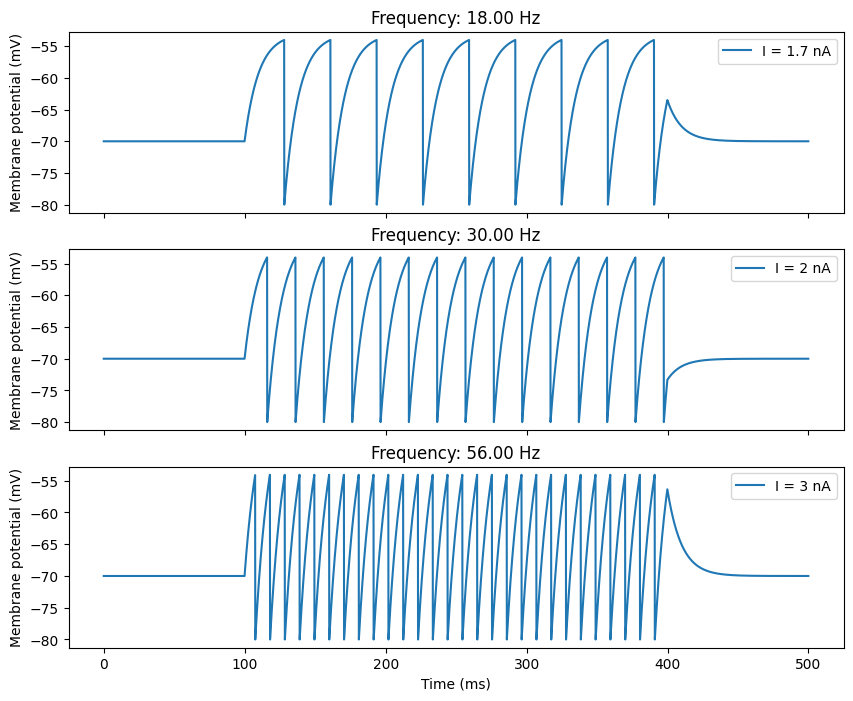 Frequency: 18.00 Hz
Membrane potential (mV)
−55
−60
−65
−70
−75
−80
I = 1.7 nA
Frequency: 30.00 Hz
Membrane potential (mV)
−55
−60
−65
−70
−75
−80
I = 2 nA
Frequency: 56.00 Hz
Membrane potential (mV)
−55
−60
−65
−70
−75
−80
I = 3 nA
0 100 200 300 400 500
Time (ms)